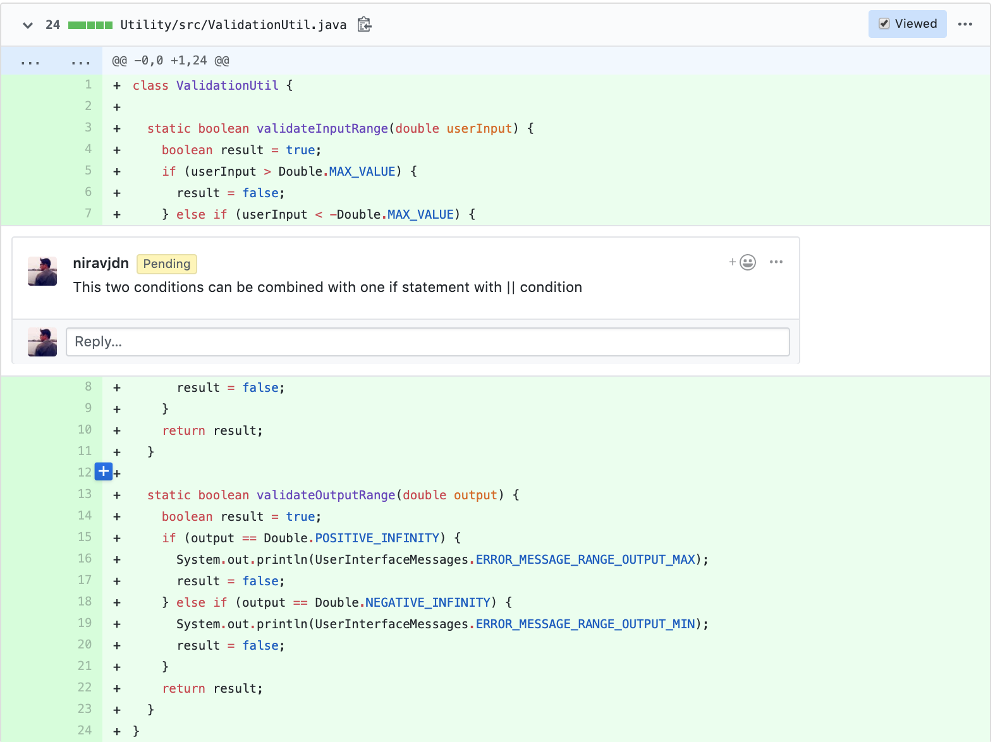 24 Utility/src/ValidationUtil.java Viewed ...
... ... @@ -0,0 +1,24 @@
1 + class ValidationUtil {
2 +
3 + static boolean validateInputRange(double userInput) {
4 + boolean result = true;
5 + if (userInput > Double.MAX_VALUE) {
6 + result = false;
7 + } else if (userInput < -Double.MAX_VALUE) {
niravjdn Pending + ...
This two conditions can be combined with one if statement with || condition
Reply...
8 + result = false;
9 + }
10 + return result;
11 + }
12 + +
13 + static boolean validateOutputRange(double output) {
14 + boolean result = true;
15 + if (output == Double.POSITIVE_INFINITY) {
16 + System.out.println(UserInterfaceMessages.ERROR_MESSAGE_RANGE_OUTPUT_MAX);
17 + result = false;
18 + } else if (output == Double.NEGATIVE_INFINITY) {
19 + System.out.println(UserInterfaceMessages.ERROR_MESSAGE_RANGE_OUTPUT_MIN);
20 + result = false;
21 + }
22 + return result;
23 + }
24 + }